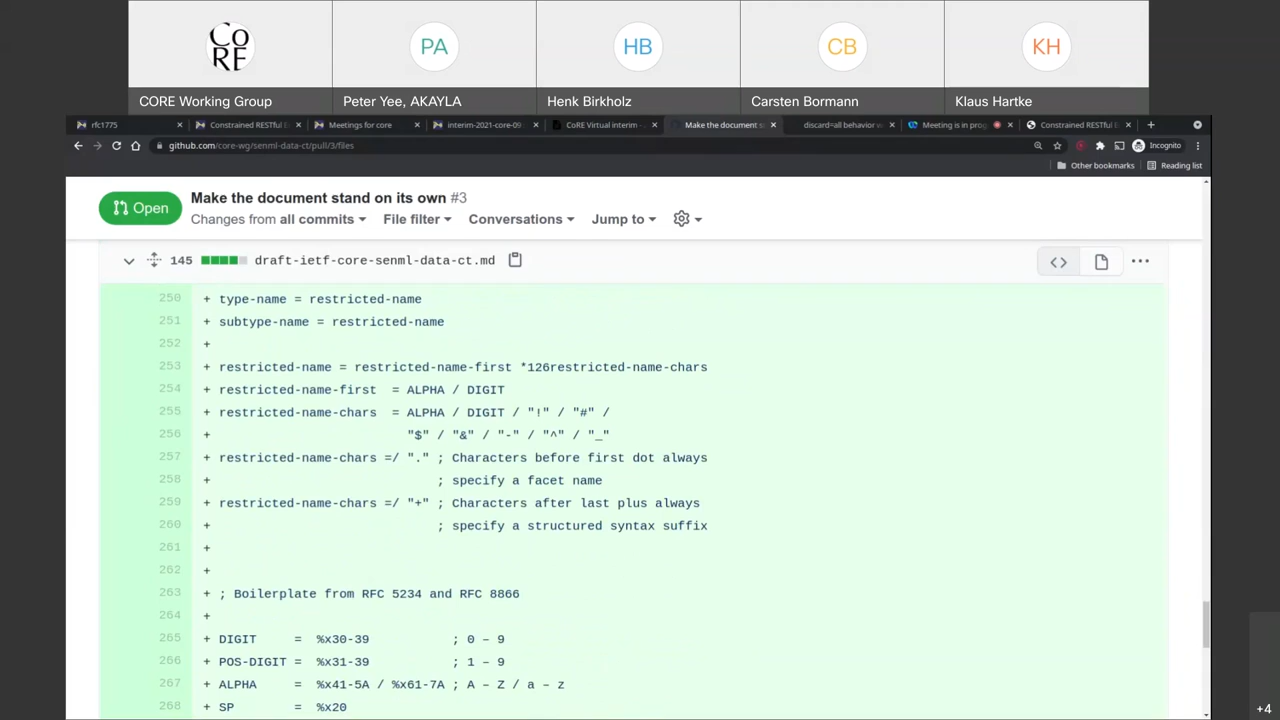 CORE
PA
HB
CB
KH
CORE Working Group
Peter Yee, AKAYLA
Henk Birkholz
Carsten Bormann
Klaus Hartke
rfc1775
Constrained RESTful E
Meetings for core
interim-2021-core-09
CoRE Virtual interim -
Make the document s
discard=all behavior w
Meeting is in prog
Constrained RESTful E
github.com/core-wg/senml-data-ct/pull/3/files
Incognito
Other bookmarks
Reading list
Open
Make the document stand on its own #3
Changes from all commits
File filter
Conversations
Jump to
145
draft-ietf-core-senml-data-ct.md
250 + type-name = restricted-name
251 + subtype-name = restricted-name
252 +
253 + restricted-name = restricted-name-first *126restricted-name-chars
254 + restricted-name-first  = ALPHA / DIGIT
255 + restricted-name-chars  = ALPHA / DIGIT / "!" / "#" /
256 +                          "$" / "&" / "-" / "^" / "_"
257 + restricted-name-chars =/ "." ; Characters before first dot always
258 +                              ; specify a facet name
259 + restricted-name-chars =/ "+" ; Characters after last plus always
260 +                              ; specify a structured syntax suffix
261 +
262 +
263 + ; Boilerplate from RFC 5234 and RFC 8866
264 +
265 + DIGIT     =  %x30-39           ; 0 – 9
266 + POS-DIGIT =  %x31-39           ; 1 – 9
267 + ALPHA     =  %x41-5A / %x61-7A ; A – Z / a – z
268 + SP        =  %x20
+4